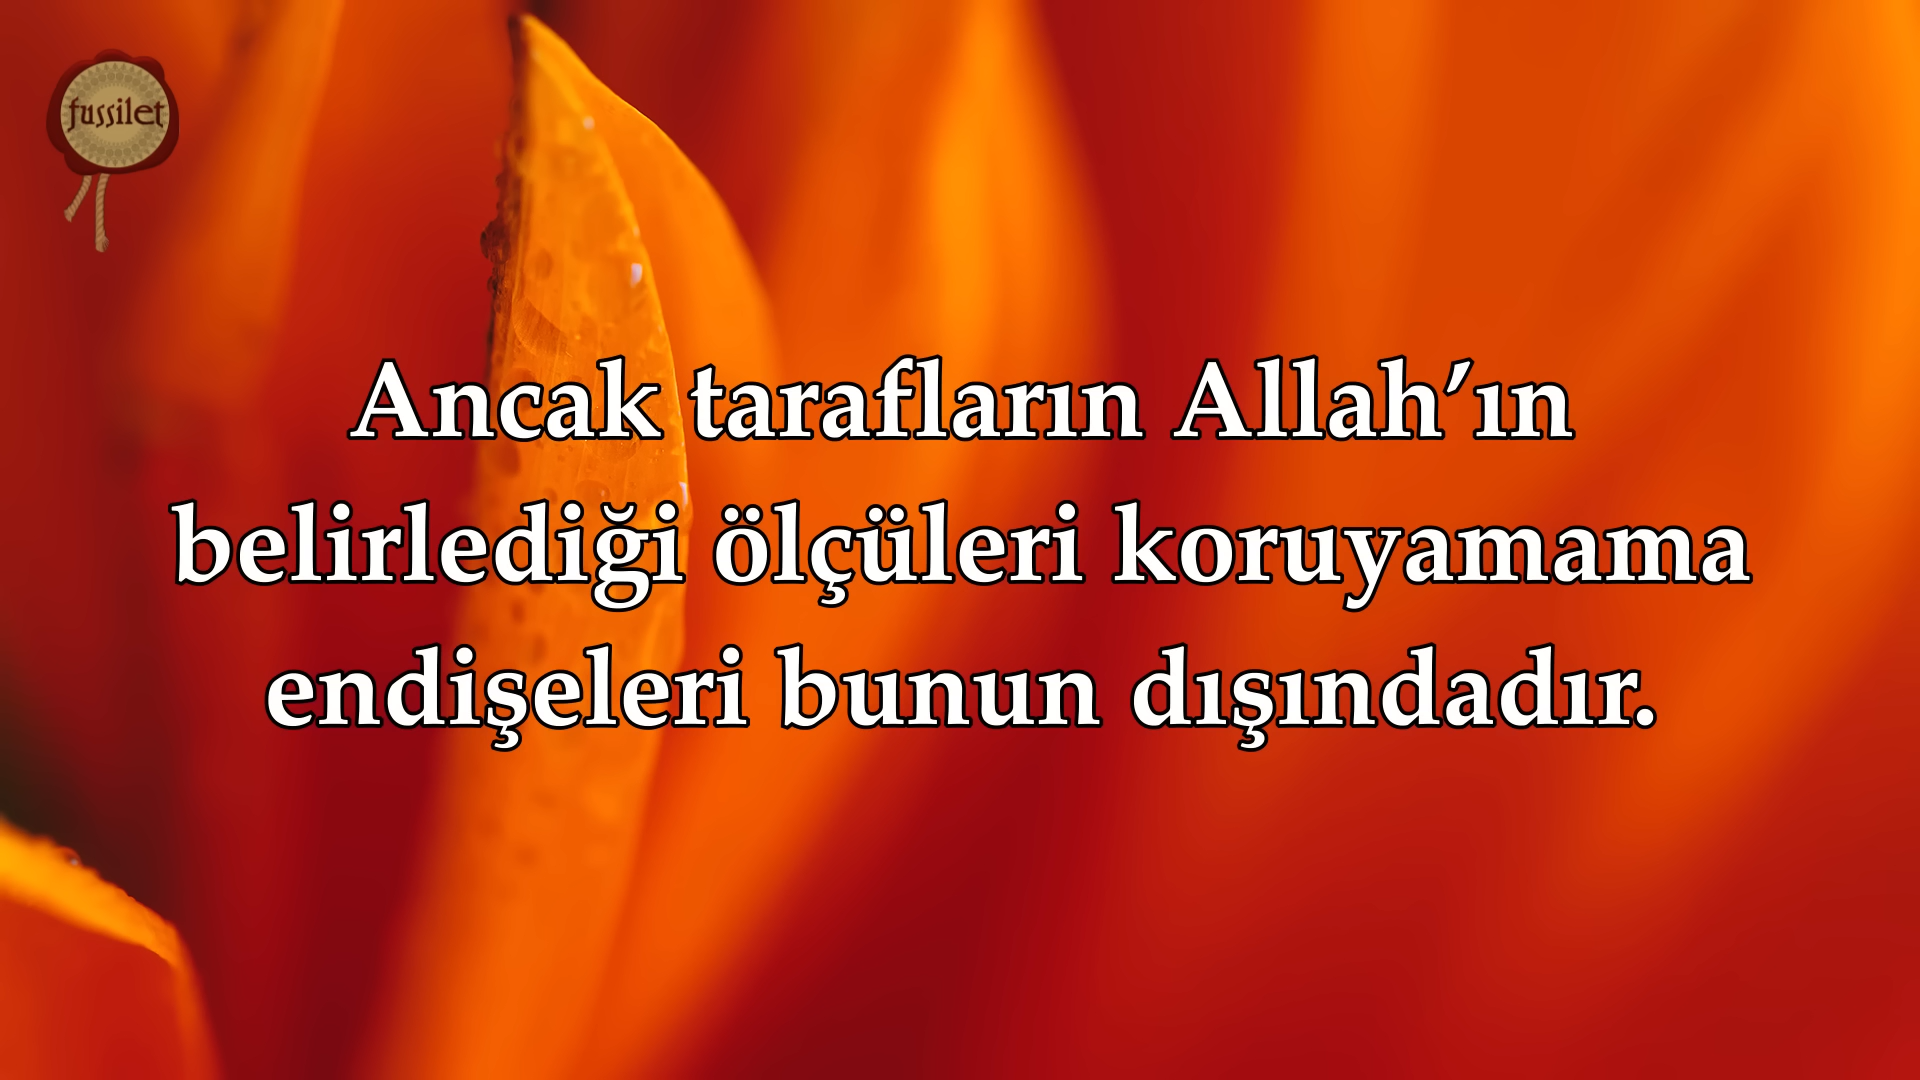 fussilet
Ancak tarafların Allah’ın
belirlediği ölçüleri koruyamama
endişeleri bunun dışındadır.